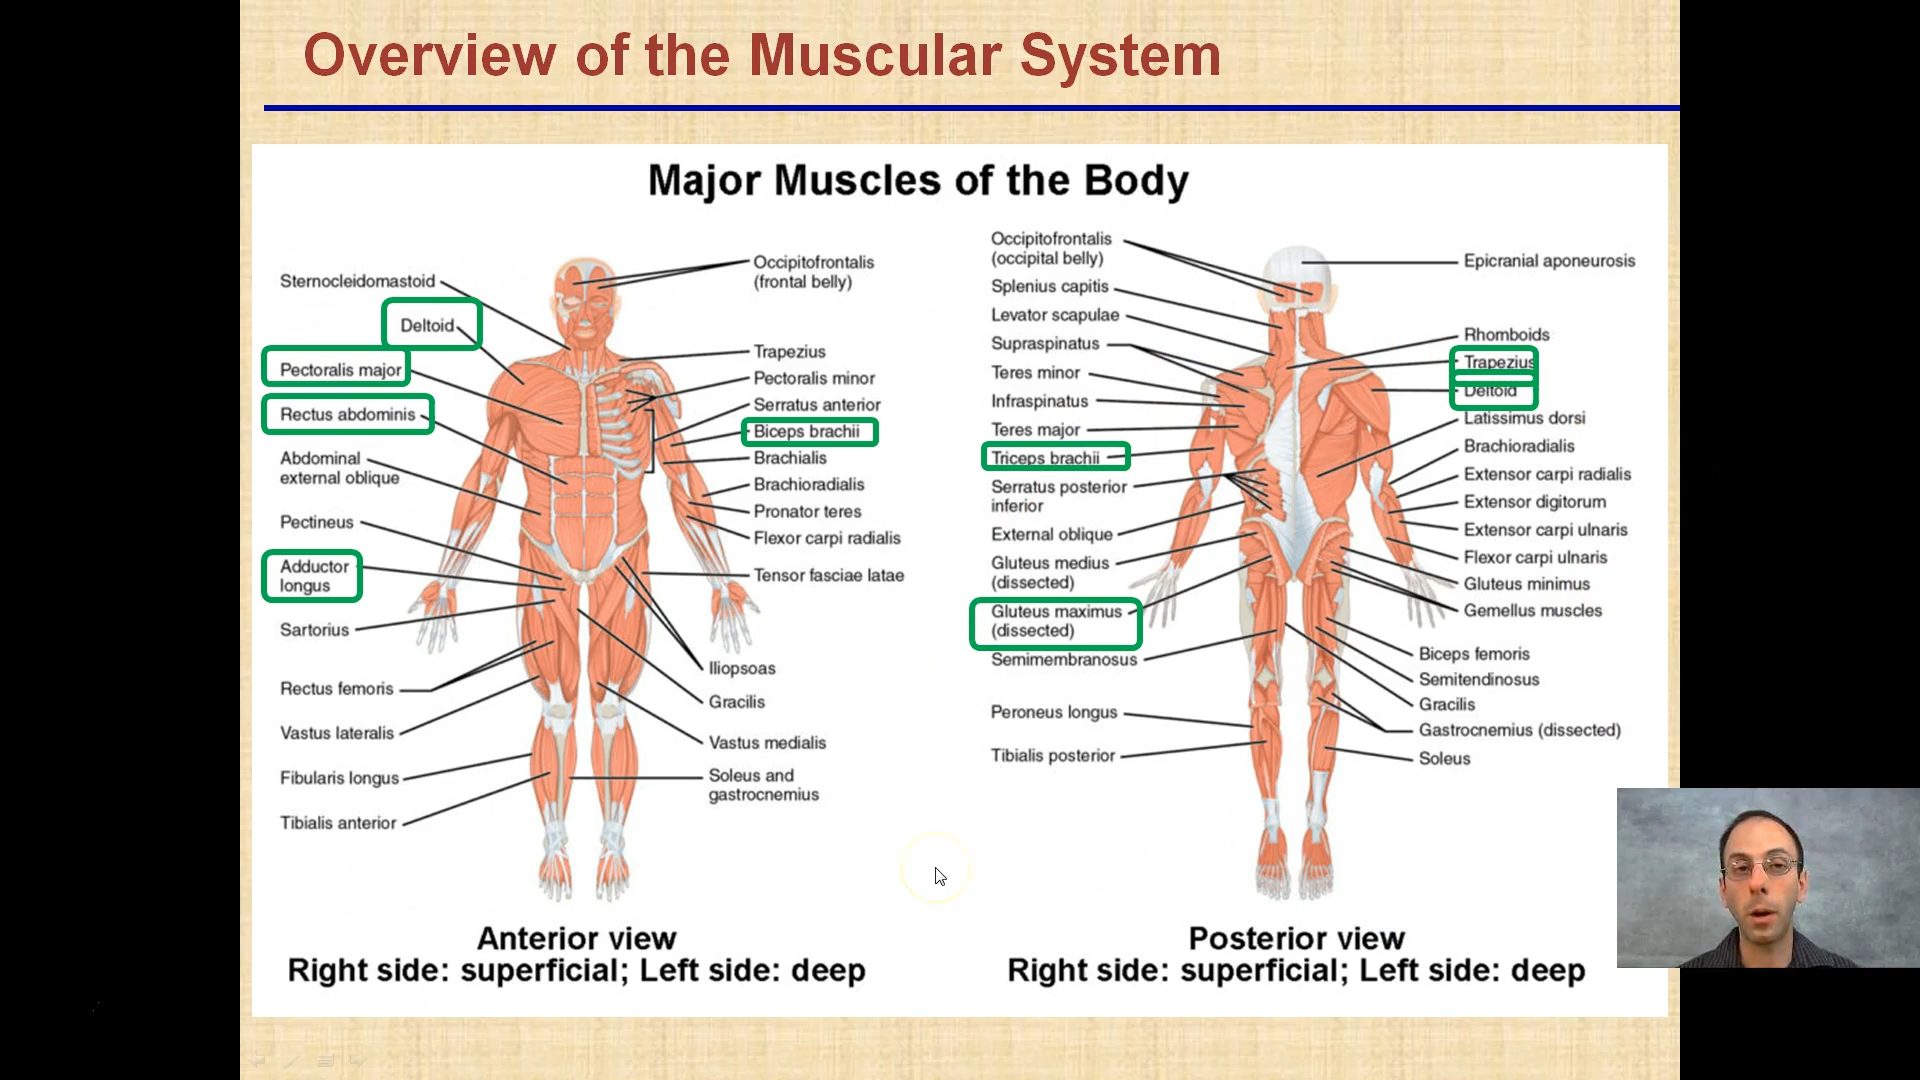 Overview of the Muscular System
Major Muscles of the Body
Sternocleidomastoid
Deltoid
Pectoralis major
Rectus abdominis
Abdominal
external oblique
Pectineus
Adductor
longus
Sartorius
Rectus femoris
Vastus lateralis
Fibularis longus
Tibialis anterior
Occipitofrontalis
(frontal belly)
Trapezius
Pectoralis minor
Serratus anterior
Biceps brachii
Brachialis
Brachioradialis
Pronator teres
Flexor carpi radialis
Tensor fasciae latae
Iliopsoas
Gracilis
Vastus medialis
Soleus and
gastrocnemius
Anterior view
Right side: superficial; Left side: deep
Occipitofrontalis
(occipital belly)
Splenius capitis
Levator scapulae
Supraspinatus
Teres minor
Infraspinatus
Teres major
Triceps brachii
Serratus posterior
inferior
External oblique
Gluteus medius
(dissected)
Gluteus maximus
(dissected)
Semimembranosus
Peroneus longus
Tibialis posterior
Epicranial aponeurosis
Rhomboids
Trapezius
Deltoid
Latissimus dorsi
Brachioradialis
Extensor carpi radialis
Extensor digitorum
Extensor carpi ulnaris
Flexor carpi ulnaris
Gluteus minimus
Gemellus muscles
Biceps femoris
Semitendinosus
Gracilis
Gastrocnemius (dissected)
Soleus
Posterior view
Right side: superficial; Left side: deep